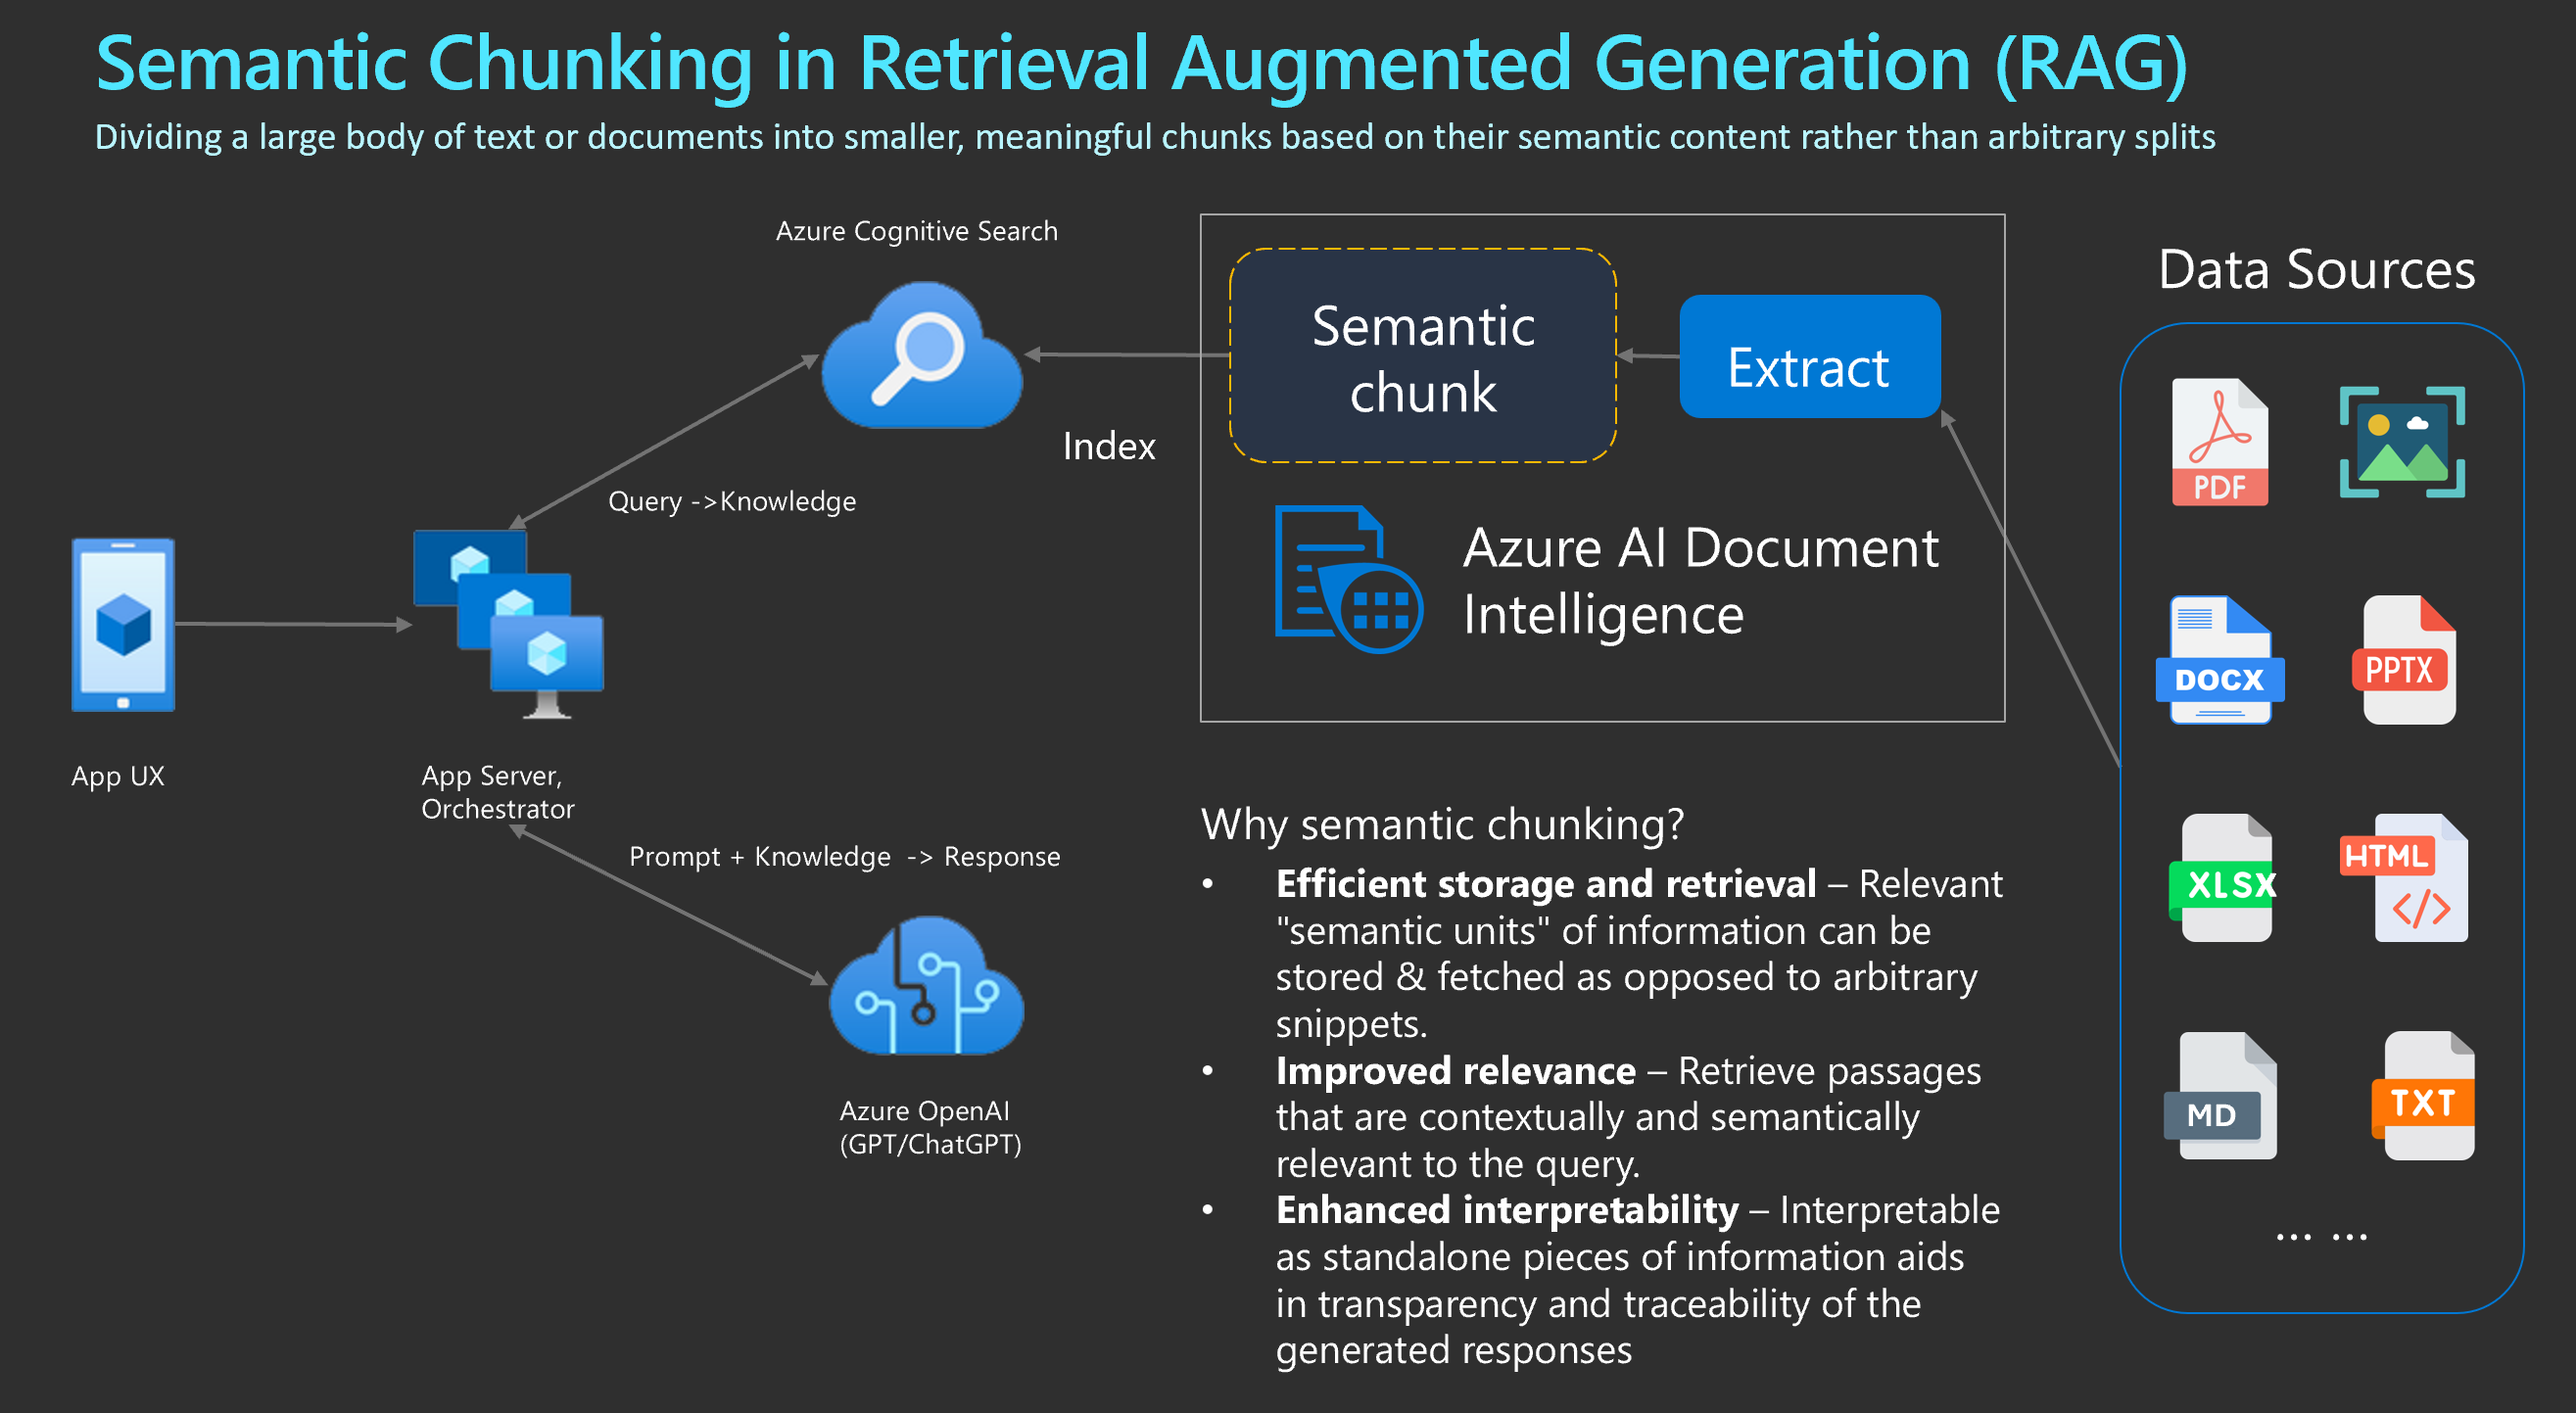 Semantic Chunking in Retrieval Augmented Generation (RAG)
Dividing a large body of text or documents into smaller, meaningful chunks based on their semantic content rather than arbitrary splits
Azure Cognitive Search
Index
Query ->Knowledge
App UX
App Server,
Orchestrator
Prompt + Knowledge  -> Response
Azure OpenAI
(GPT/ChatGPT)
Semantic
chunk
Extract
Azure AI Document
Intelligence
Why semantic chunking?
• Efficient storage and retrieval – Relevant
"semantic units" of information can be
stored & fetched as opposed to arbitrary
snippets.
• Improved relevance – Retrieve passages
that are contextually and semantically
relevant to the query.
• Enhanced interpretability – Interpretable
as standalone pieces of information aids
in transparency and traceability of the
generated responses
Data Sources
PDF
DOCX
PPTX
XLSX
HTML
</>
MD
TXT
... ...